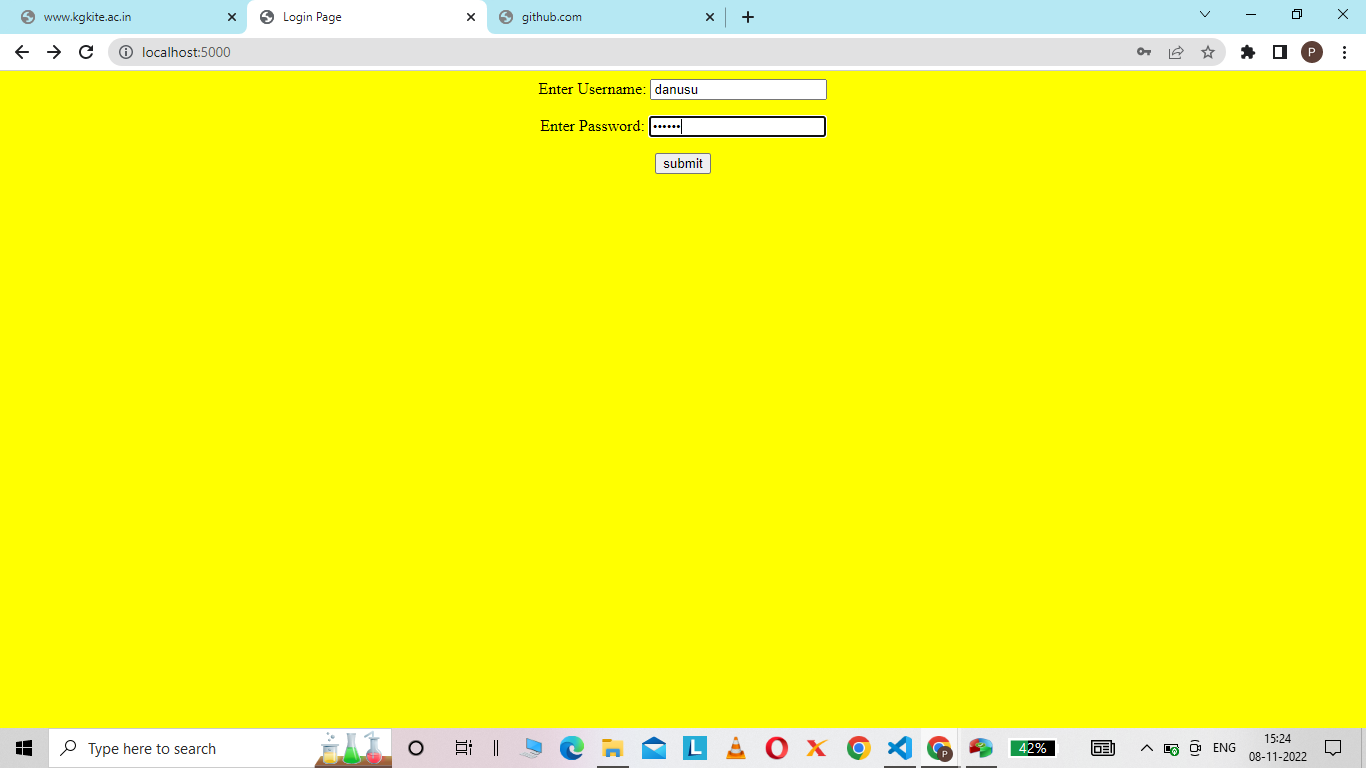 www.kgkite.ac.in
Login Page
github.com
localhost:5000
P
Enter Username: danusu
Enter Password: ••••••
submit
Type here to search
L
P
42%
ENG
15:24
08-11-2022